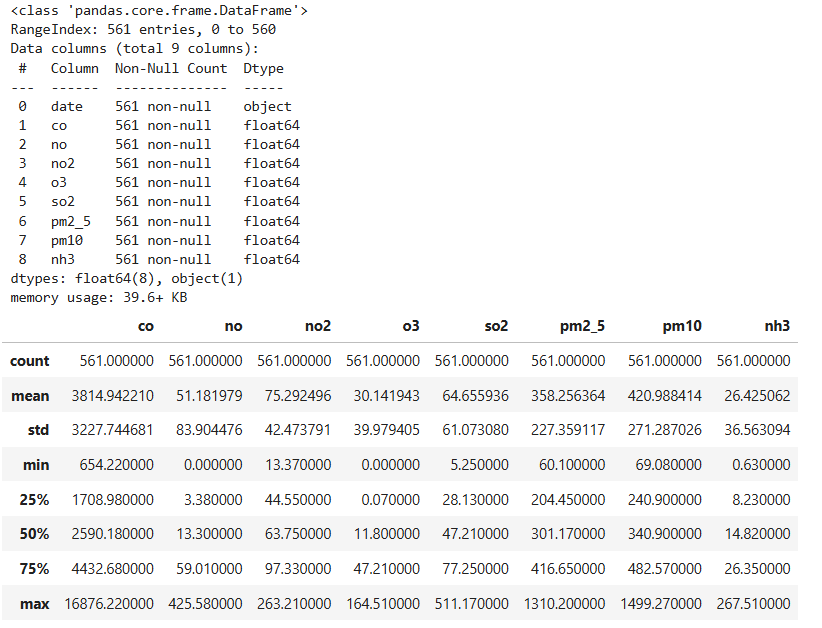 <class 'pandas.core.frame.DataFrame'>
RangeIndex: 561 entries, 0 to 560
Data columns (total 9 columns):
 #   Column  Non-Null Count  Dtype
---  ------  --------------  -----
 0   date    561 non-null    object
 1   co      561 non-null    float64
 2   no      561 non-null    float64
 3   no2     561 non-null    float64
 4   o3      561 non-null    float64
 5   so2     561 non-null    float64
 6   pm2_5   561 non-null    float64
 7   pm10    561 non-null    float64
 8   nh3     561 non-null    float64
dtypes: float64(8), object(1)
memory usage: 39.6+ KB
co no no2 o3 so2 pm2_5 pm10 nh3
count 561.000000 561.000000 561.000000 561.000000 561.000000 561.000000 561.000000 561.000000
mean 3814.942210 51.181979 75.292496 30.141943 64.655936 358.256364 420.988414 26.425062
std 3227.744681 83.904476 42.473791 39.979405 61.073080 227.359117 271.287026 36.563094
min 654.220000 0.000000 13.370000 0.000000 5.250000 60.100000 69.080000 0.630000
25% 1708.980000 3.380000 44.550000 0.070000 28.130000 204.450000 240.900000 8.230000
50% 2590.180000 13.300000 63.750000 11.800000 47.210000 301.170000 340.900000 14.820000
75% 4432.680000 59.010000 97.330000 47.210000 77.250000 416.650000 482.570000 26.350000
max 16876.220000 425.580000 263.210000 164.510000 511.170000 1310.200000 1499.270000 267.510000